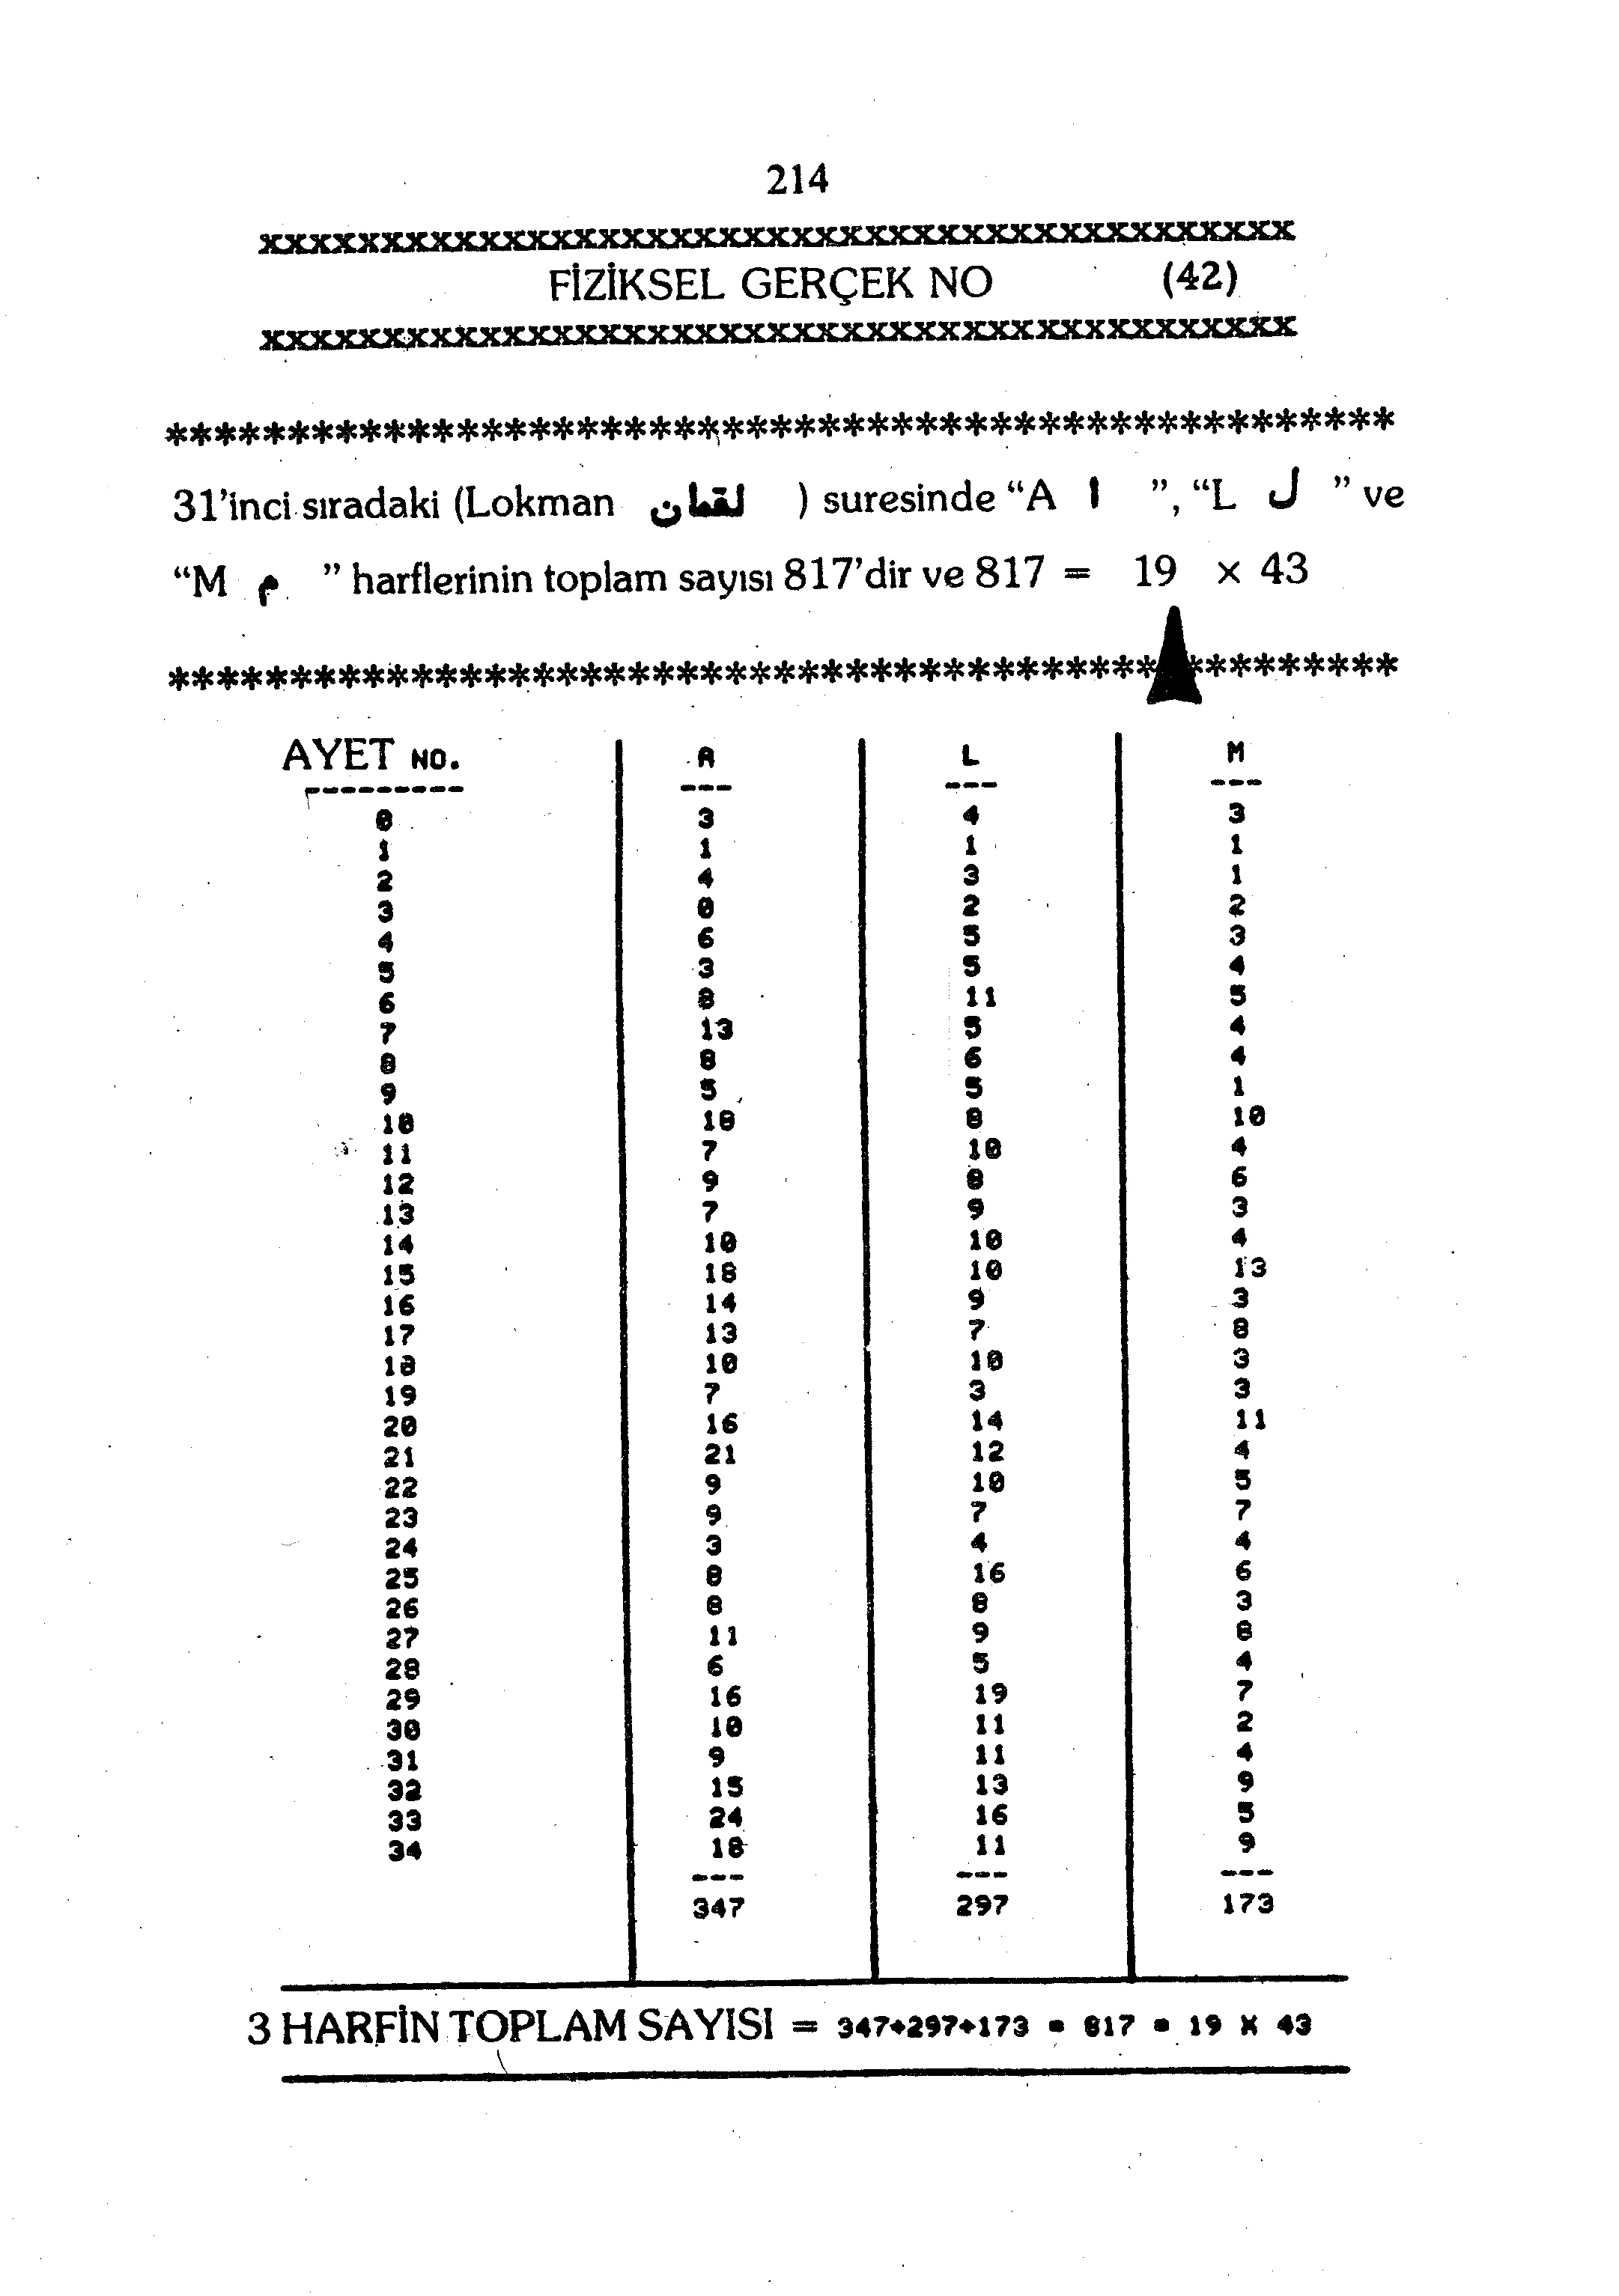 214
xxxxxxxxxxxxxxxxxxxxxxxxxxxxxxxxxxxxxxxxxxx
FİZİKSEL GERÇEK NO (42)
xxxxxxxxxxxxxxxxxxxxxxxxxxxxxxxxxxxxxxxxxxx
***************************************************
31'inci sıradaki (Lokman لقمان ) suresinde “A ا ”, “L ل ” ve
“M م ” harflerinin toplam sayısı 817'dir ve 817 = 19 x 43
***************************************************
AYET NO. A L M
--------- --- --- ---
0 3 4 3
1 1 1 1
2 4 3 1
3 0 2 2
4 6 5 3
5 3 5 4
6 8 11 5
7 13 5 4
8 8 6 4
9 5 5 1
10 18 8 10
11 7 10 4
12 9 8 6
13 7 9 3
14 10 10 4
15 18 10 13
16 14 9 3
17 13 7 8
18 10 10 3
19 7 3 3
20 16 14 11
21 21 12 4
22 9 10 5
23 9 7 7
24 3 4 4
25 8 16 6
26 8 8 3
27 11 9 8
28 6 5 4
29 16 19 7
30 10 11 2
31 9 11 4
32 15 13 9
33 24 16 5
34 18 11 9
--- --- ---
347 297 173
3 HARFİN TOPLAM SAYISI = 347+297+173 = 817 = 19 X 43